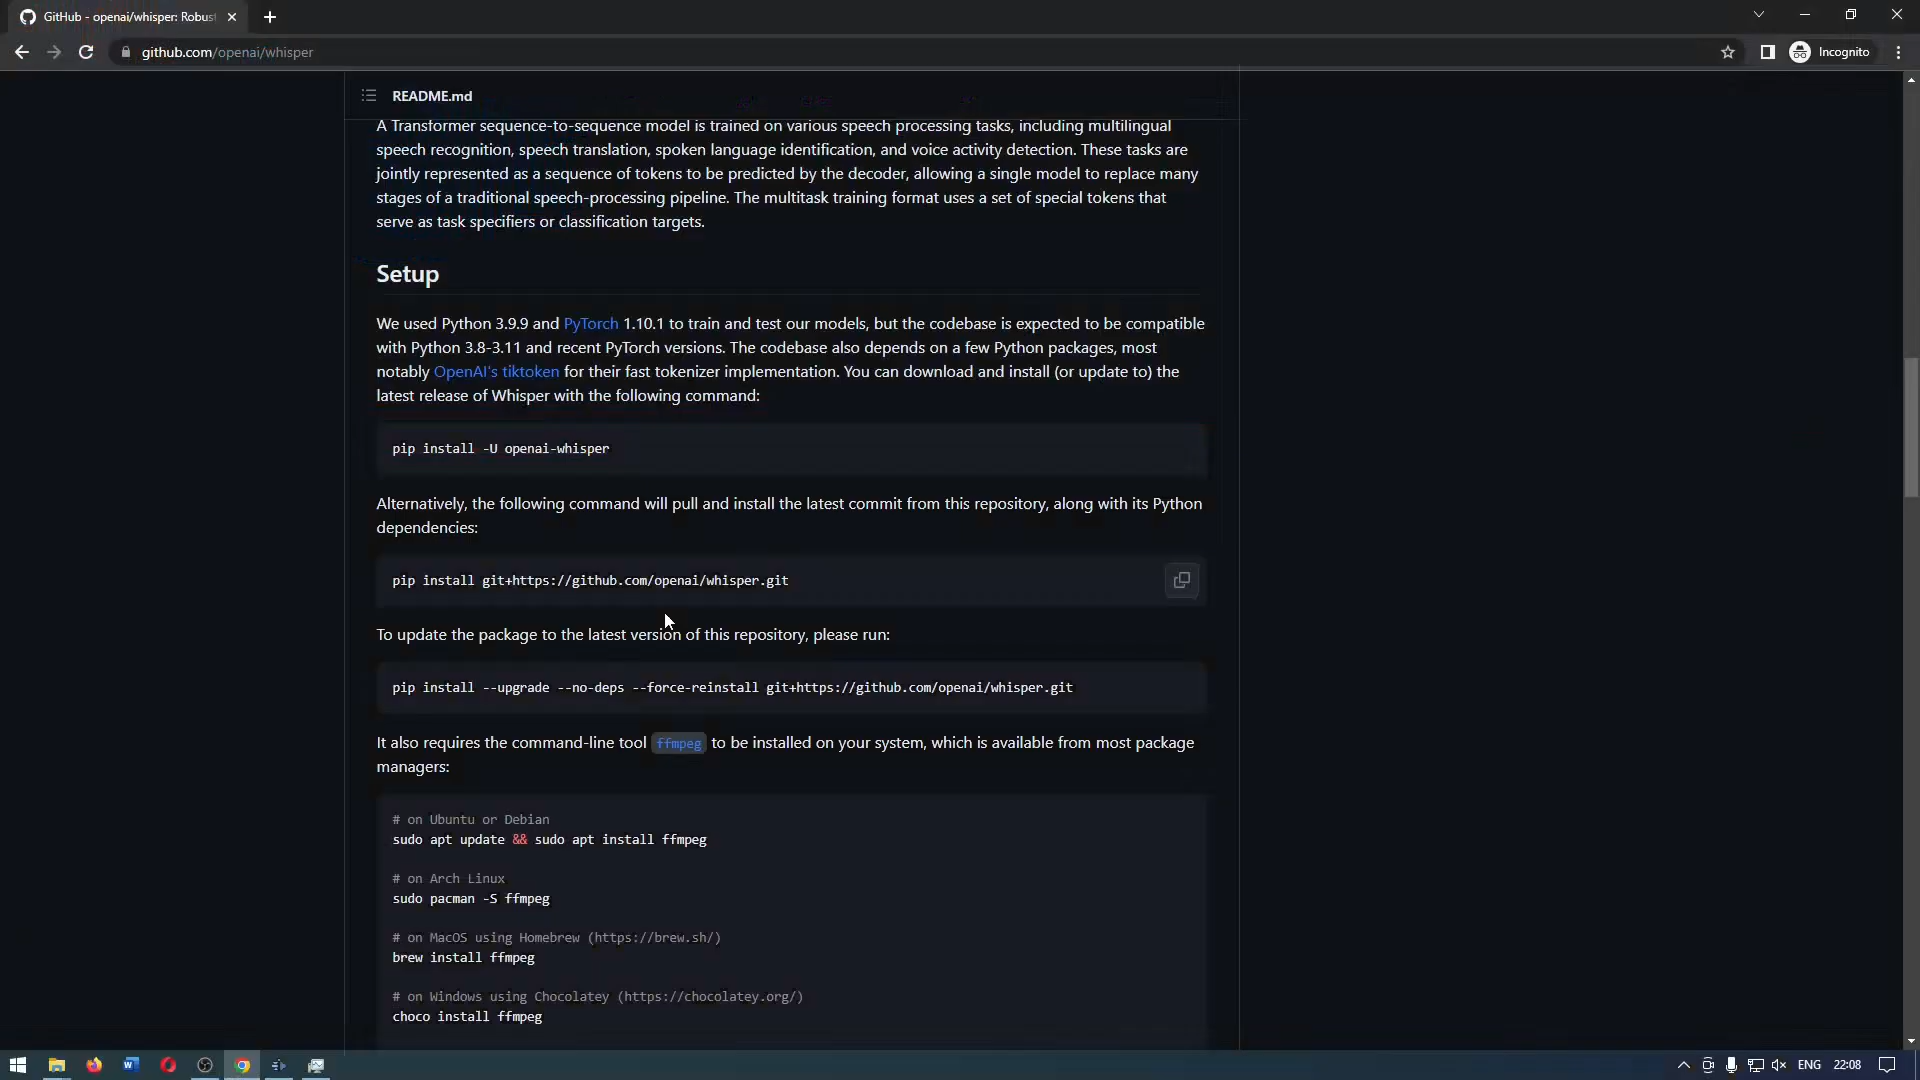 GitHub - openai/whisper: Robus
github.com/openai/whisper
Incognito
README.md
A Transformer sequence-to-sequence model is trained on various speech processing tasks, including multilingual
speech recognition, speech translation, spoken language identification, and voice activity detection. These tasks are
jointly represented as a sequence of tokens to be predicted by the decoder, allowing a single model to replace many
stages of a traditional speech-processing pipeline. The multitask training format uses a set of special tokens that
serve as task specifiers or classification targets.
Setup
We used Python 3.9.9 and PyTorch 1.10.1 to train and test our models, but the codebase is expected to be compatible
with Python 3.8-3.11 and recent PyTorch versions. The codebase also depends on a few Python packages, most
notably OpenAI's tiktoken for their fast tokenizer implementation. You can download and install (or update to) the
latest release of Whisper with the following command:
pip install -U openai-whisper
Alternatively, the following command will pull and install the latest commit from this repository, along with its Python
dependencies:
pip install git+https://github.com/openai/whisper.git
To update the package to the latest version of this repository, please run:
pip install --upgrade --no-deps --force-reinstall git+https://github.com/openai/whisper.git
It also requires the command-line tool ffmpeg to be installed on your system, which is available from most package
managers:
# on Ubuntu or Debian
sudo apt update && sudo apt install ffmpeg
# on Arch Linux
sudo pacman -S ffmpeg
# on MacOS using Homebrew (https://brew.sh/)
brew install ffmpeg
# on Windows using Chocolatey (https://chocolatey.org/)
choco install ffmpeg
ENG 22:08